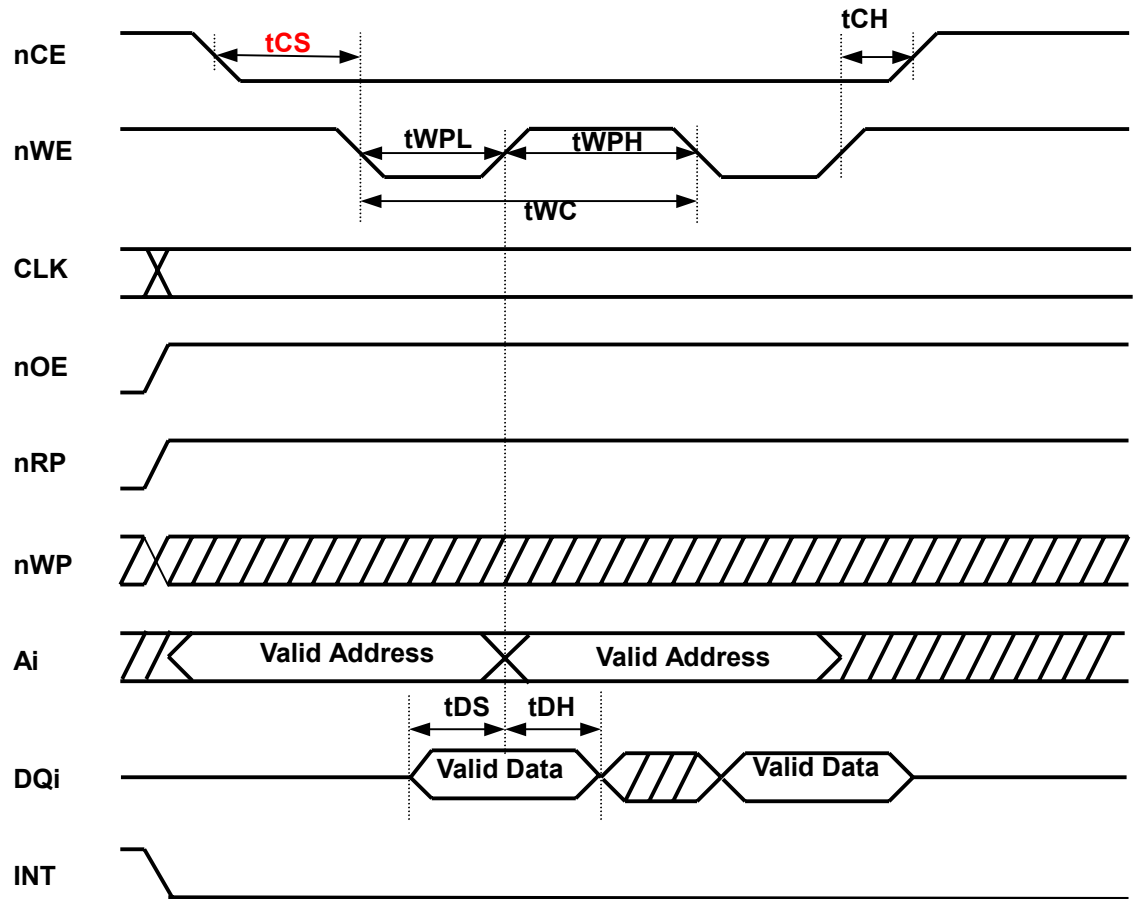 tCH
nCE
tCS
nWE
tWPL
tWPH
tWC
CLK
nOE
nRP
nWP
Ai
Valid Address
Valid Address
tDS
tDH
DQi
Valid Data
Valid Data
INT